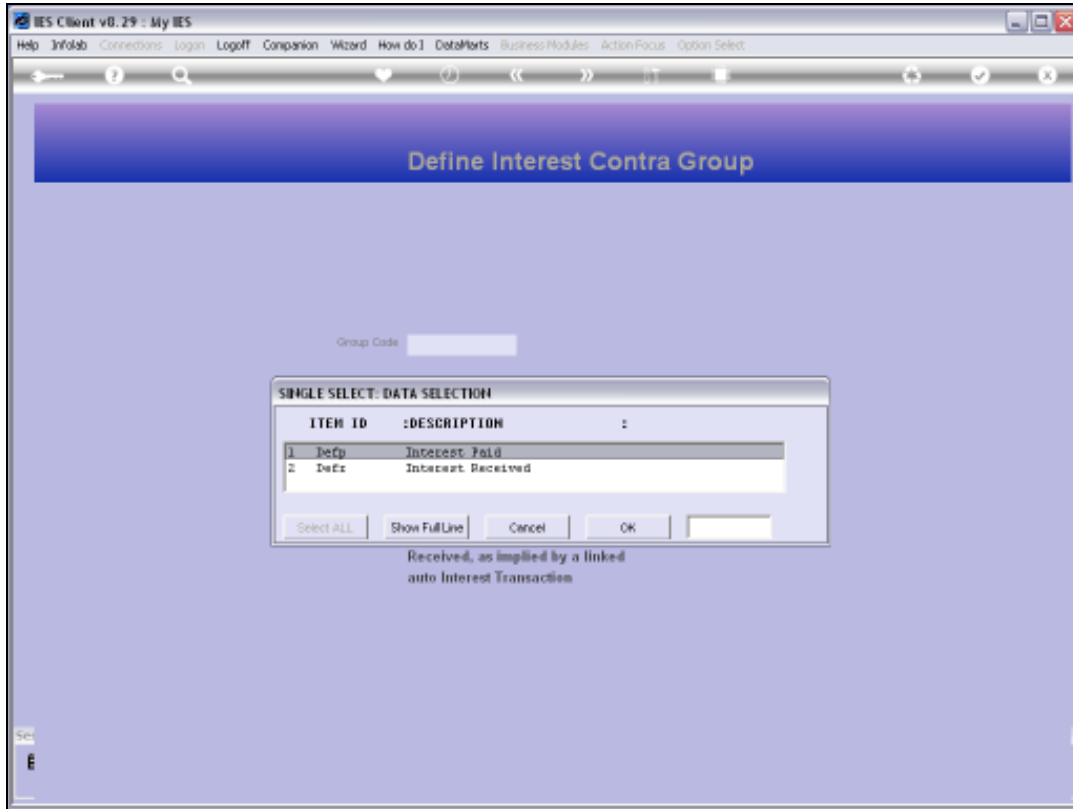 IES Client v8.29 : My IES
Help Infolab Connections Logon Logoff Companion Wizard How do I DataMarts Business Modules Action Focus Option Select
Define Interest Contra Group
Group Code
SINGLE SELECT: DATA SELECTION
ITEM ID :DESCRIPTION :
1 Defp Interest Paid
2 Defr Interest Received
Select ALL Show Full Line Cancel OK
Received, as implied by a linked
auto Interest Transaction